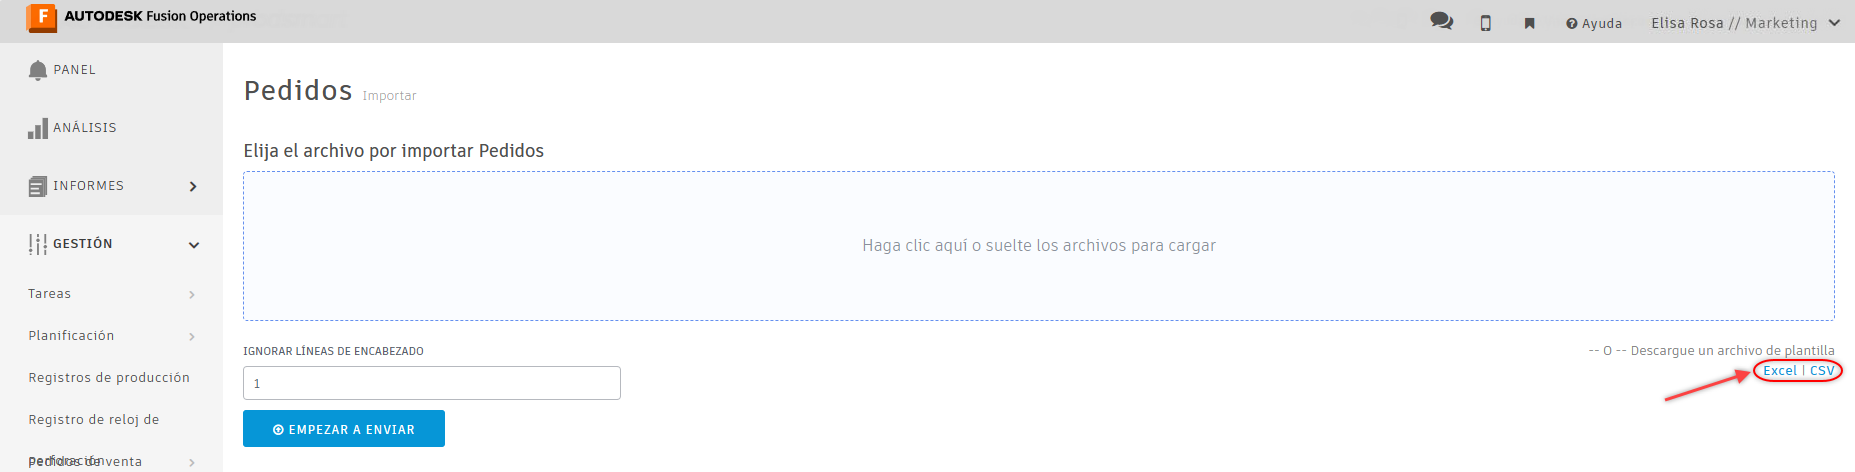 AUTODESK Fusion Operations
Ayuda
Elisa Rosa // Marketing
PANEL
ANÁLISIS
INFORMES
GESTIÓN
Tareas
Planificación
Registros de producción
Registro de reloj de
perforación
Pedidos de venta
Pedidos Importar
Elija el archivo por importar Pedidos
Haga clic aquí o suelte los archivos para cargar
IGNORAR LÍNEAS DE ENCABEZADO
1
EMPEZAR A ENVIAR
-- O -- Descargue un archivo de plantilla
Excel | CSV